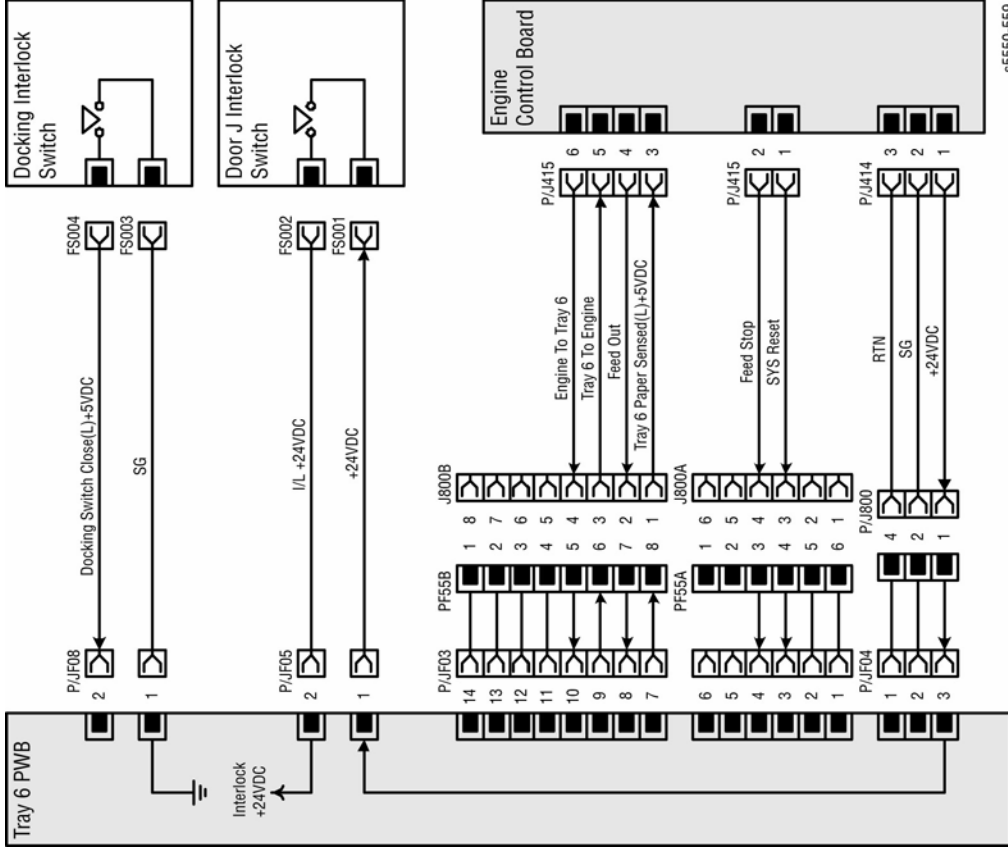 Docking Interlock
Switch
Door J Interlock
Switch
Engine
Control Board
FS004
FS003
FS002
FS001
P/J415
6
5
4
3
P/J415
2
1
P/J414
3
2
1
Docking Switch Close(L)+5VDC
SG
I/L +24VDC
+24VDC
Engine To Tray 6
Tray 6 To Engine
Feed Out
Tray 6 Paper Sensed(L)+5VDC
Feed Stop
SYS Reset
RTN
SG
+24VDC
J800B
8
7
6
5
4
3
2
1
J800A
6
5
4
3
2
1
P/J800
4
2
1
PF55B
1
2
3
4
5
6
7
8
PF55A
1
2
3
4
5
6
P/JF08
2
1
P/JF05
2
1
P/JF03
14
13
12
11
10
9
8
7
6
5
4
3
2
1
P/JF04
1
2
3
Tray 6 PWB
Interlock
+24VDC